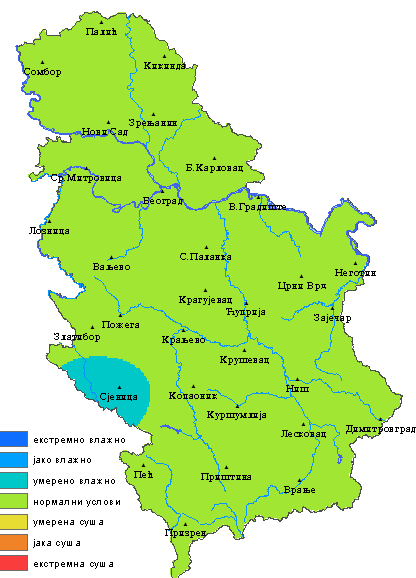 Палић
Кикинда
Сомбор
Зрењанин
Нови Сад
Б.Карловац
Ср.Митровица
Београд
В.Градиште
Лозница
С.Паланка
Ваљево
Неготин
Црни Врх
Крагујевац
Ћуприја
Зајечар
Пожега
Златибор
Краљево
Крушевац
Ниш
Сјеница
Копаоник
Куршумлија
Димитровград
Лесковац
Пећ
Приштина
Врање
Призрен
екстремно влажно
јако влажно
умерено влажно
нормални услови
умерена суша
јака суша
екстремна суша